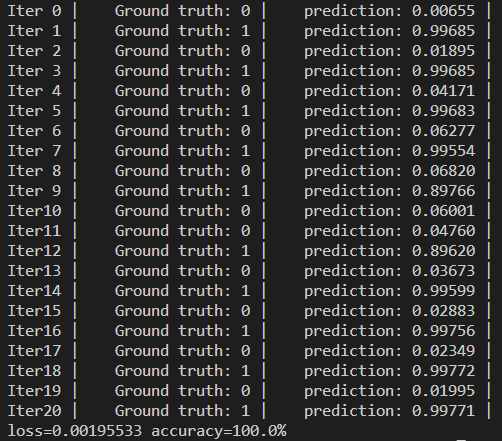 Iter 0 |    Ground truth: 0 |    prediction: 0.00655 |
Iter 1 |    Ground truth: 1 |    prediction: 0.99685 |
Iter 2 |    Ground truth: 0 |    prediction: 0.01895 |
Iter 3 |    Ground truth: 1 |    prediction: 0.99685 |
Iter 4 |    Ground truth: 0 |    prediction: 0.04171 |
Iter 5 |    Ground truth: 1 |    prediction: 0.99683 |
Iter 6 |    Ground truth: 0 |    prediction: 0.06277 |
Iter 7 |    Ground truth: 1 |    prediction: 0.99554 |
Iter 8 |    Ground truth: 0 |    prediction: 0.06820 |
Iter 9 |    Ground truth: 1 |    prediction: 0.89766 |
Iter10 |    Ground truth: 0 |    prediction: 0.06001 |
Iter11 |    Ground truth: 0 |    prediction: 0.04760 |
Iter12 |    Ground truth: 1 |    prediction: 0.89620 |
Iter13 |    Ground truth: 0 |    prediction: 0.03673 |
Iter14 |    Ground truth: 1 |    prediction: 0.99599 |
Iter15 |    Ground truth: 0 |    prediction: 0.02883 |
Iter16 |    Ground truth: 1 |    prediction: 0.99756 |
Iter17 |    Ground truth: 0 |    prediction: 0.02349 |
Iter18 |    Ground truth: 1 |    prediction: 0.99772 |
Iter19 |    Ground truth: 0 |    prediction: 0.01995 |
Iter20 |    Ground truth: 1 |    prediction: 0.99771 |
loss=0.00195533 accuracy=100.0%